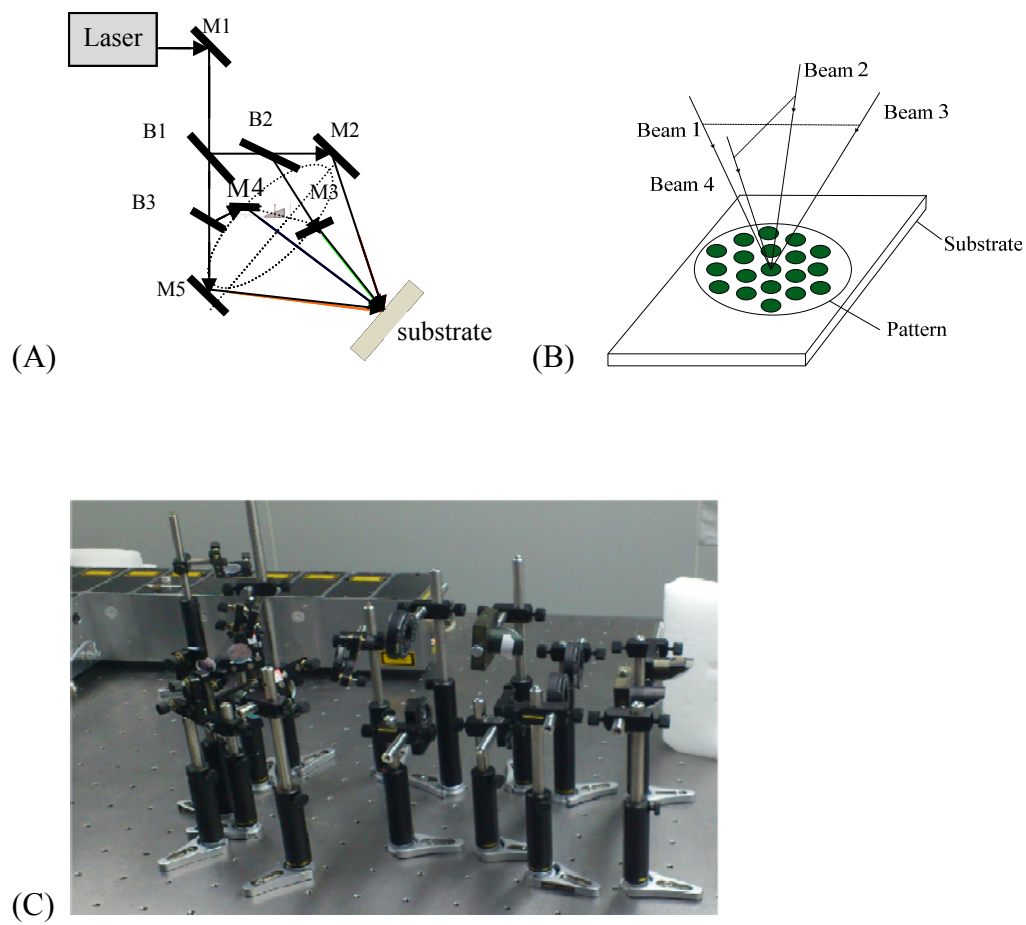 Laser
M1
B1
B2
M2
M4
M3
B3
M5
substrate
(A)
Beam 2
Beam 3
Beam 1
Beam 4
Substrate
Pattern
(B)
(C)